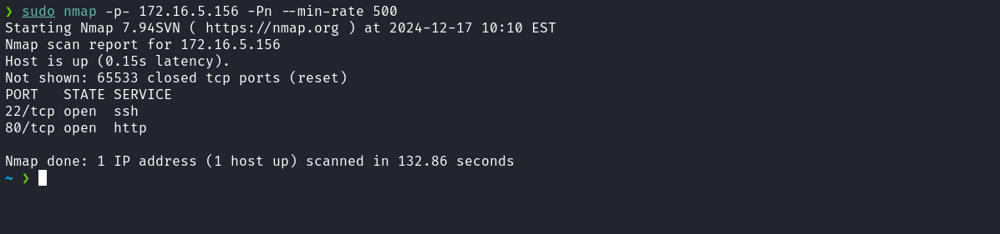 ❯ sudo nmap -p- 172.16.5.156 -Pn --min-rate 500
Starting Nmap 7.94SVN ( https://nmap.org ) at 2024-12-17 10:10 EST
Nmap scan report for 172.16.5.156
Host is up (0.15s latency).
Not shown: 65533 closed tcp ports (reset)
PORT   STATE SERVICE
22/tcp open  ssh
80/tcp open  http

Nmap done: 1 IP address (1 host up) scanned in 132.86 seconds
~ ❯